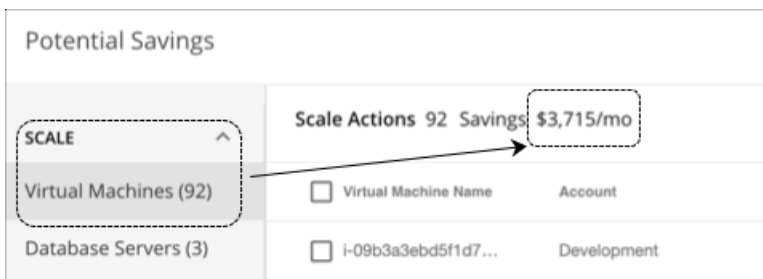 Potential Savings
SCALE
Virtual Machines (92)
Database Servers (3)
Scale Actions 92 Savings $3,715/mo
Virtual Machine Name Account
i-09b3a3ebd5f1d7... Development